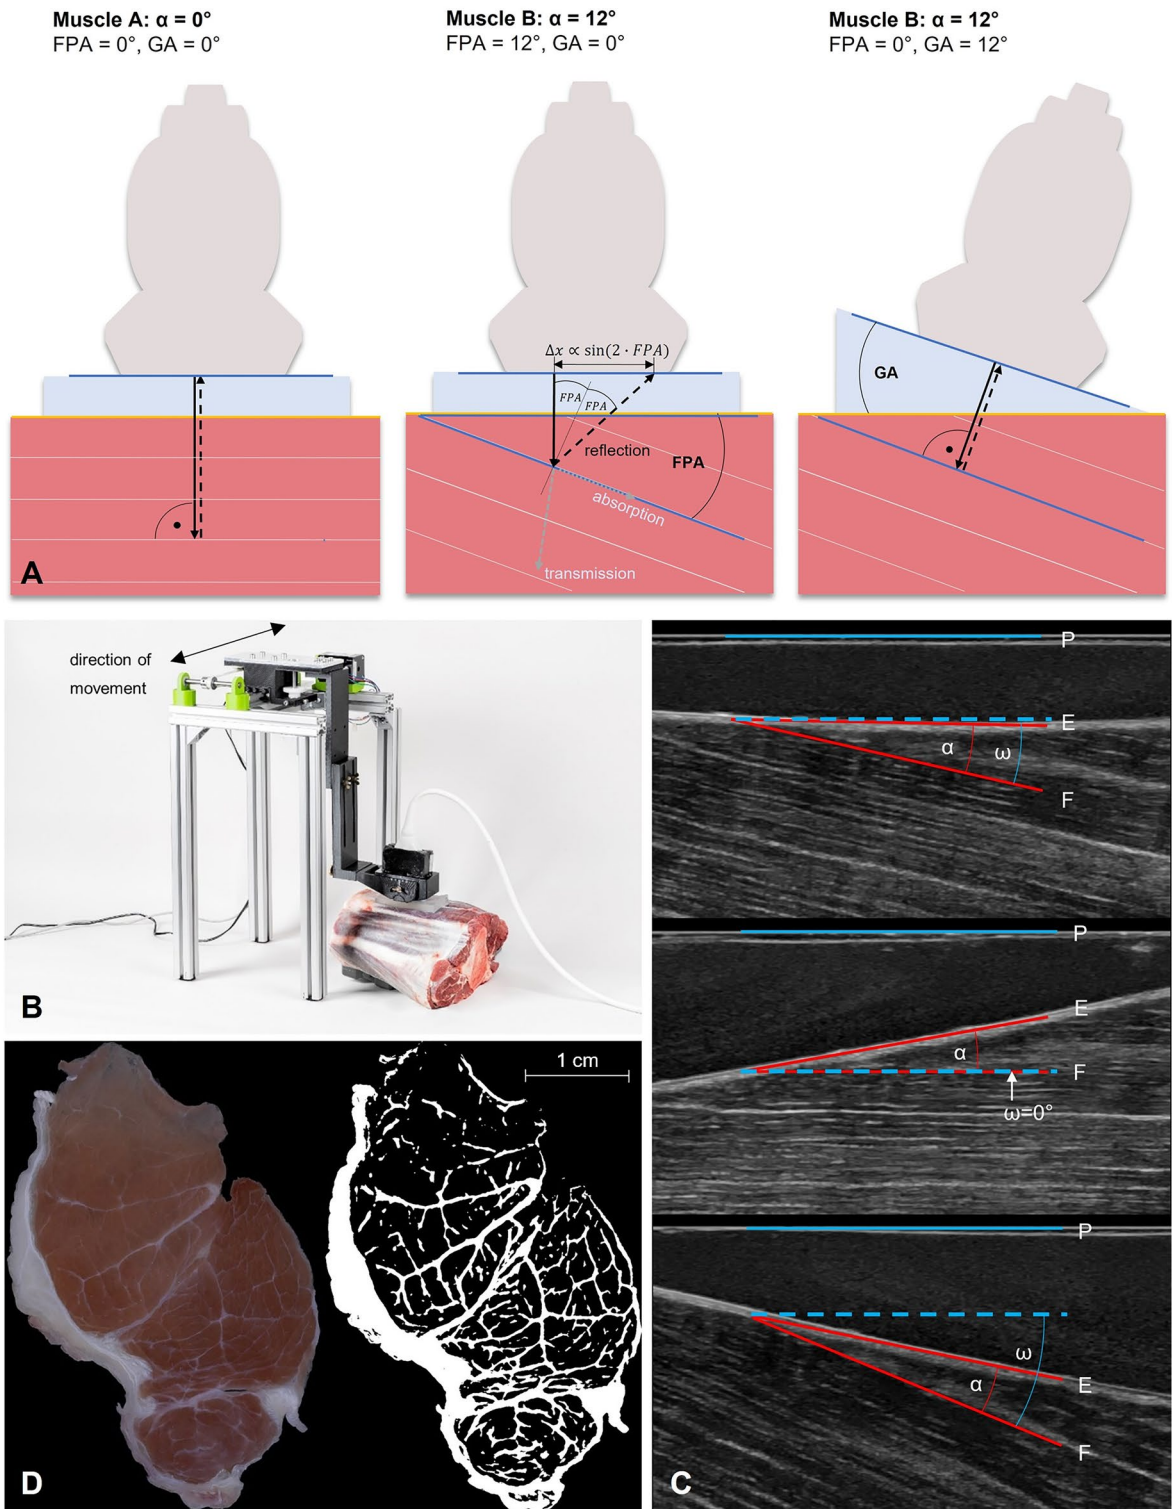 Muscle A: α = 0°
FPA = 0°, GA = 0°
Muscle B: α = 12°
FPA = 12°, GA = 0°
Muscle B: α = 12°
FPA = 0°, GA = 12°
Δx ∝ sin(2 · FPA)
FPA
FPA
reflection
FPA
absorption
transmission
GA
A
direction of
movement
B
P
E
α
ω
F
P
E
α
F
ω=0°
P
ω
α
E
F
C
1 cm
D